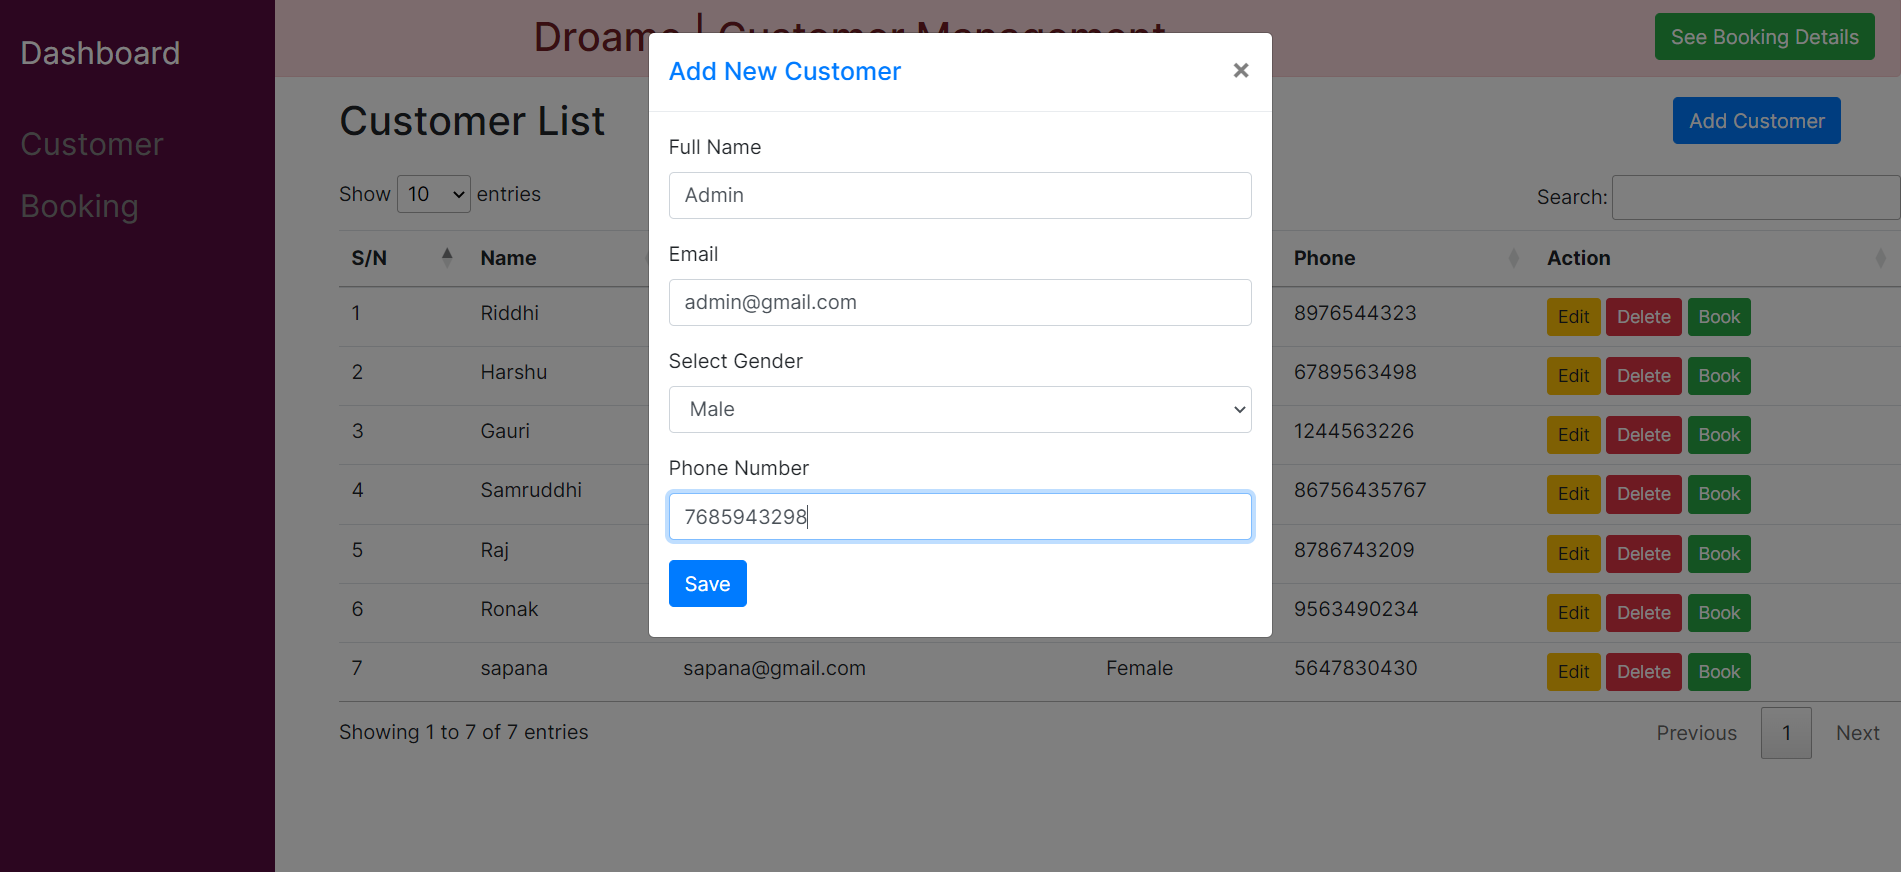 Dashboard
Customer
Booking
Droame | Customer Management
See Booking Details
Customer List
Add Customer
Show 10 entries
Search:
S/N Name Phone Action
1 Riddhi 8976544323 Edit Delete Book
2 Harshu 6789563498 Edit Delete Book
3 Gauri 1244563226 Edit Delete Book
4 Samruddhi 86756435767 Edit Delete Book
5 Raj 8786743209 Edit Delete Book
6 Ronak 9563490234 Edit Delete Book
7 sapana sapana@gmail.com Female 5647830430 Edit Delete Book
Showing 1 to 7 of 7 entries
Previous 1 Next
Add New Customer ×
Full Name
Admin
Email
admin@gmail.com
Select Gender
Male
Phone Number
7685943298
Save